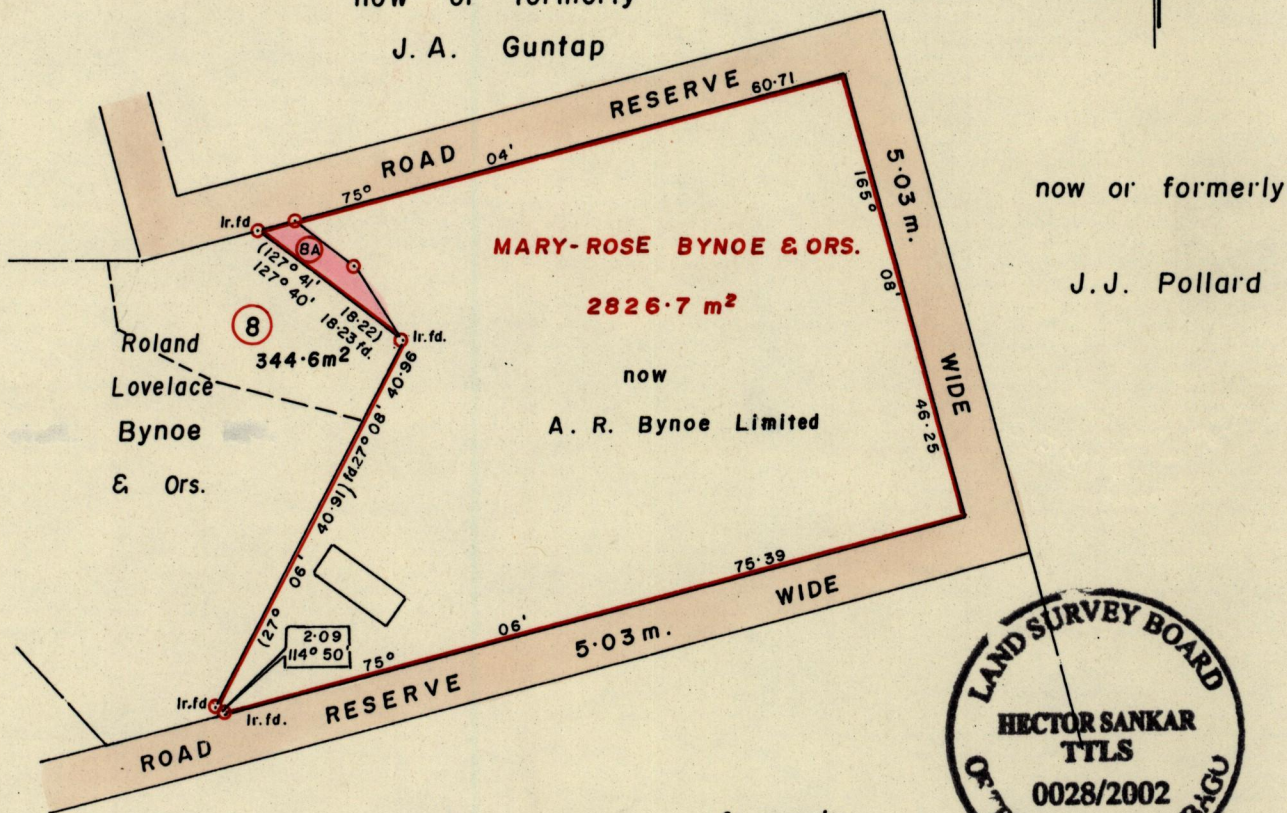 now or formerly
J. A. Guntap
ROAD RESERVE
75° 04' 60·71
5·03 m. WIDE
165° 08' 46·25
now or formerly
J.J. Pollard
Ir.fd
8A
(127° 41' 18·22)
127° 40' 18·23 fd.
Ir.fd.
MARY-ROSE BYNOE & ORS.
2826·7 m²
now
A. R. Bynoe Limited
8
344·6m²
Roland
Lovelace
Bynoe
& Ors.
(27° 06' 40·91) fd.
27° 08' 40·96
2·09
114° 50'
Ir.fd
Ir.fd.
75° 06' 75·39
ROAD RESERVE 5·03 m. WIDE
LAND SURVEY BOARD
HECTOR SANKAR
TTLS
0028/2002